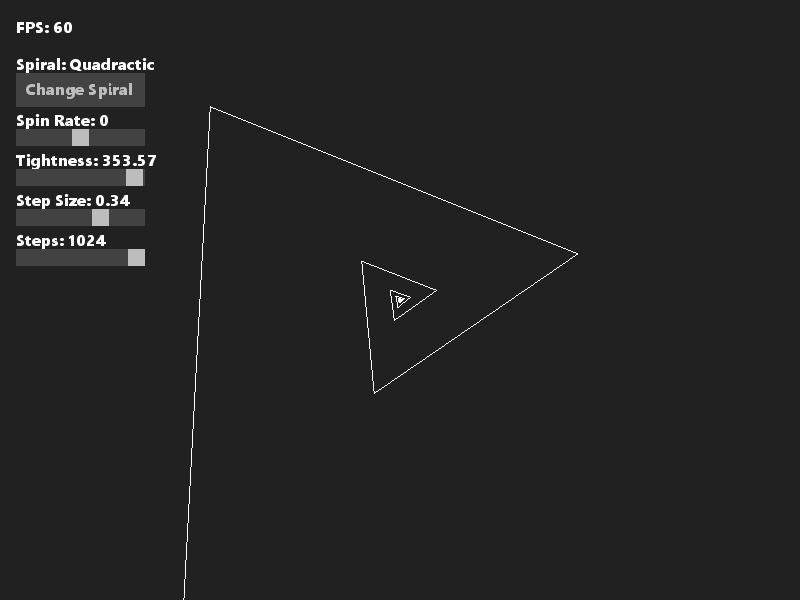 FPS: 60
Spiral: Quadractic
Change Spiral
Spin Rate: 0
Tightness: 353.57
Step Size: 0.34
Steps: 1024